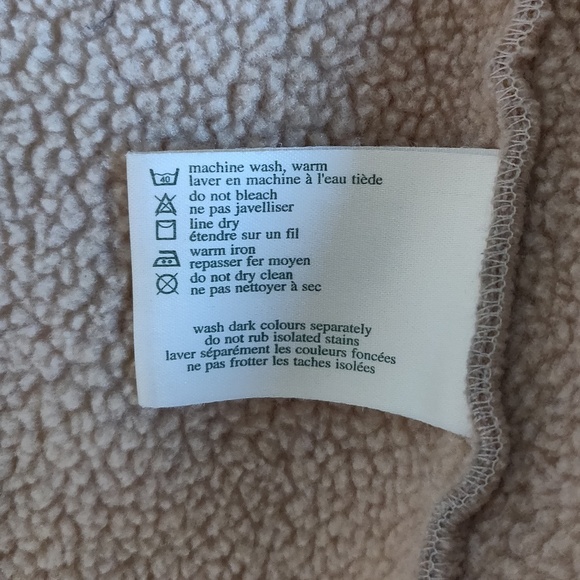 40
machine wash, warm
laver en machine à l'eau tiède
do not bleach
ne pas javelliser
line dry
étendre sur un fil
warm iron
repasser fer moyen
do not dry clean
ne pas nettoyer à sec
wash dark colours separately
do not rub isolated stains
laver séparément les couleurs foncées
ne pas frotter les taches isolées